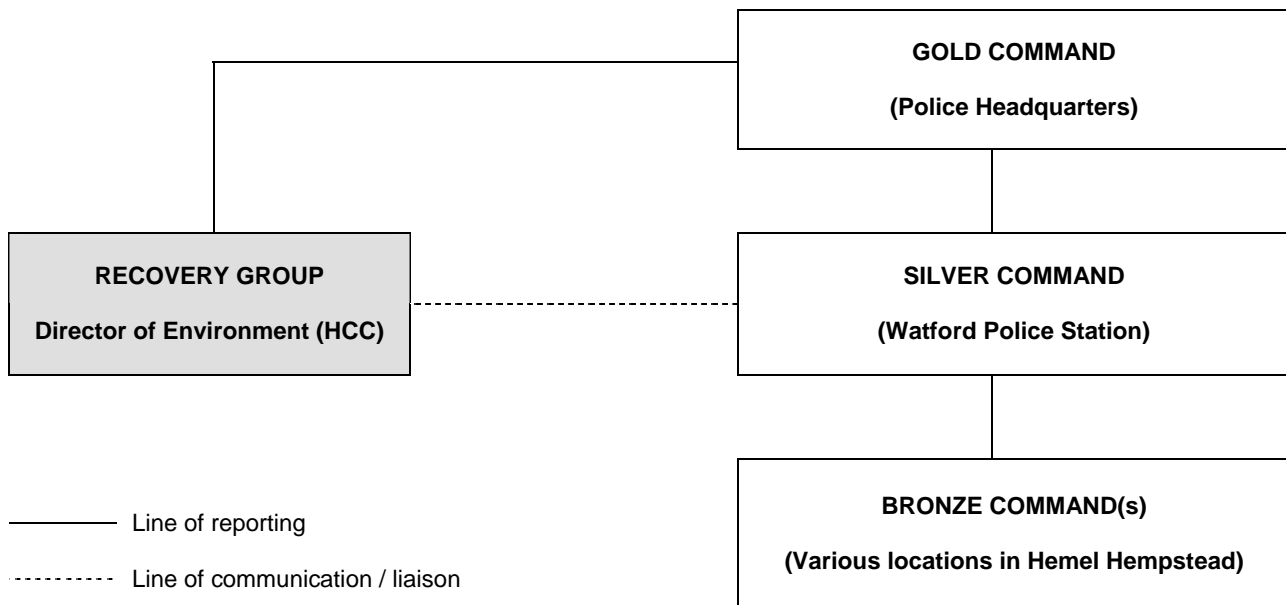 GOLD COMMAND
(Police Headquarters)
RECOVERY GROUP
Director of Environment (HCC)
SILVER COMMAND
(Watford Police Station)
BRONZE COMMAND(s)
(Various locations in Hemel Hempstead)
Line of reporting
Line of communication / liaison